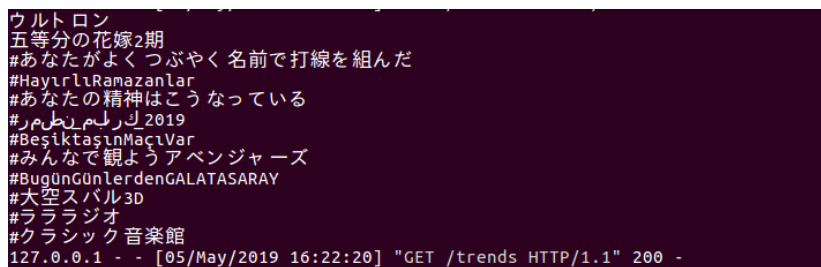 ウルトロン
五等分の花嫁2期
#あなたがよくつぶやく名前で打線を組んだ
#HayırlıRamazanlar
#あなたの精神はこうなっている
#2019
#BeşiktaşınMaçıVar
#みんなで観ようアベンジャーズ
#BugünGünlerdenGALATASARAY
#大空スバル3D
#ラララジオ
#クラシック音楽館
127.0.0.1 - - [05/May/2019 16:22:20] "GET /trends HTTP/1.1" 200 -